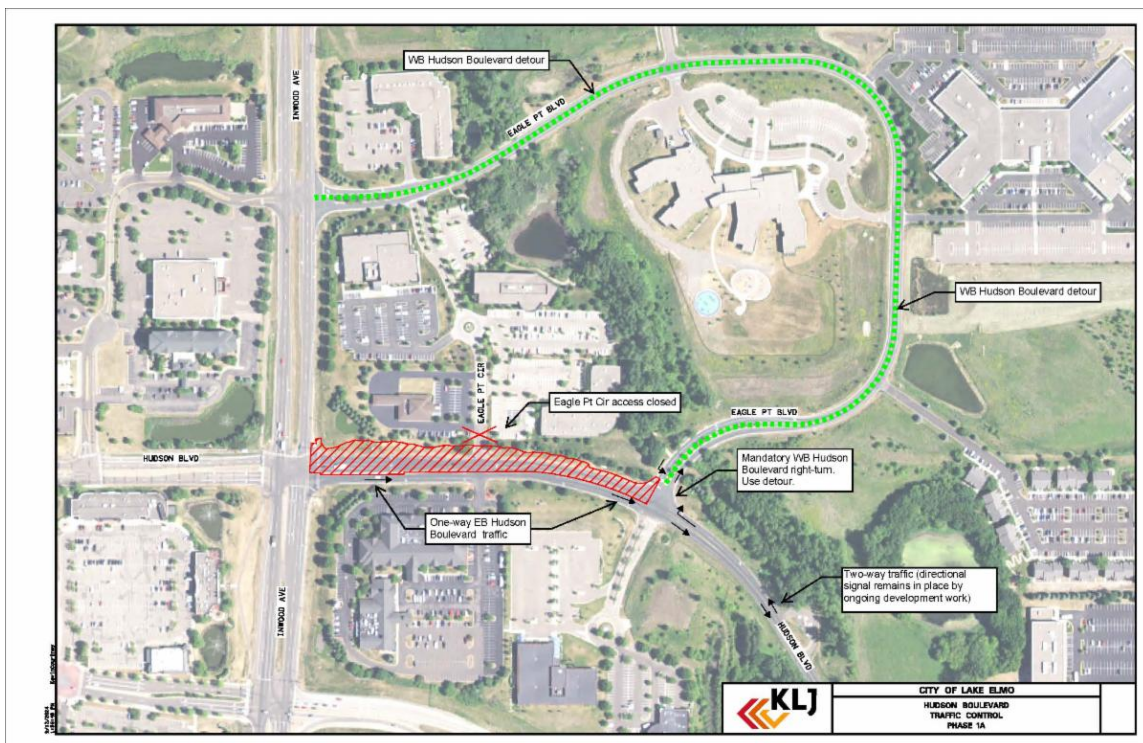 WB Hudson Boulevard detour
INWOOD AVE
EAGLE PT BLVD
WB Hudson Boulevard detour
EAGLE PT CIR
Eagle Pt Cir access closed
EAGLE PT BLVD
HUDSON BLVD
Mandatory WB Hudson
Boulevard right-turn.
Use detour.
One-way EB Hudson
Boulevard traffic
Two-way traffic (directional
signal remains in place by
ongoing development work)
INWOOD AVE
HUDSON BLVD
KLJ
CITY OF LAKE ELMO
HUDSON BOULEVARD
TRAFFIC CONTROL
PHASE 1A